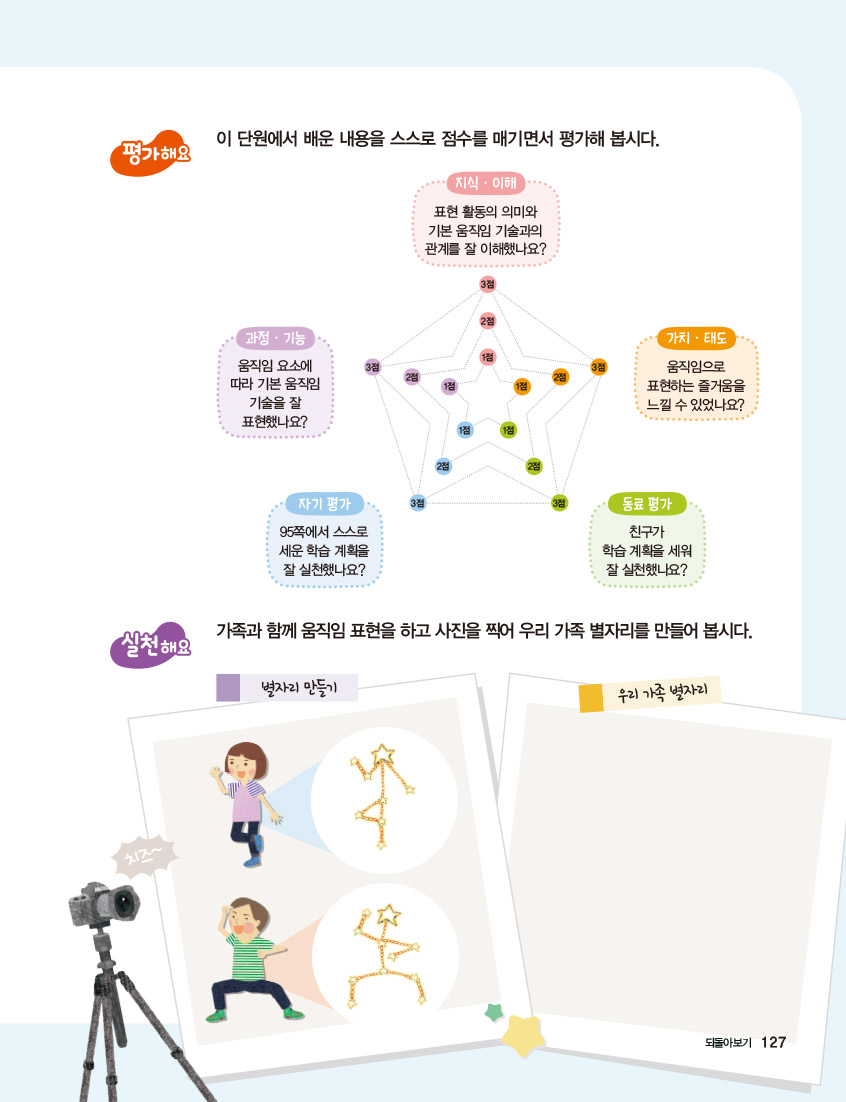 평가해요
이 단원에서 배운 내용을 스스로 점수를 매기면서 평가해 봅시다.
지식·이해
표현 활동의 의미와
기본 움직임 기술과의
관계를 잘 이해했나요?
과정·기능
움직임 요소에
따라 기본 움직임
기술을 잘
표현했나요?
가치·태도
움직임으로
표현하는 즐거움을
느낄 수 있었나요?
3점
2점
1점
3점
2점
1점
1점
2점
3점
1점
2점
3점
1점
2점
3점
자기 평가
95쪽에서 스스로
세운 학습 계획을
잘 실천했나요?
동료 평가
친구가
학습 계획을 세워
잘 실천했나요?
실천해요
가족과 함께 움직임 표현을 하고 사진을 찍어 우리 가족 별자리를 만들어 봅시다.
별자리 만들기
우리 가족 별자리
치즈~
되돌아보기 127